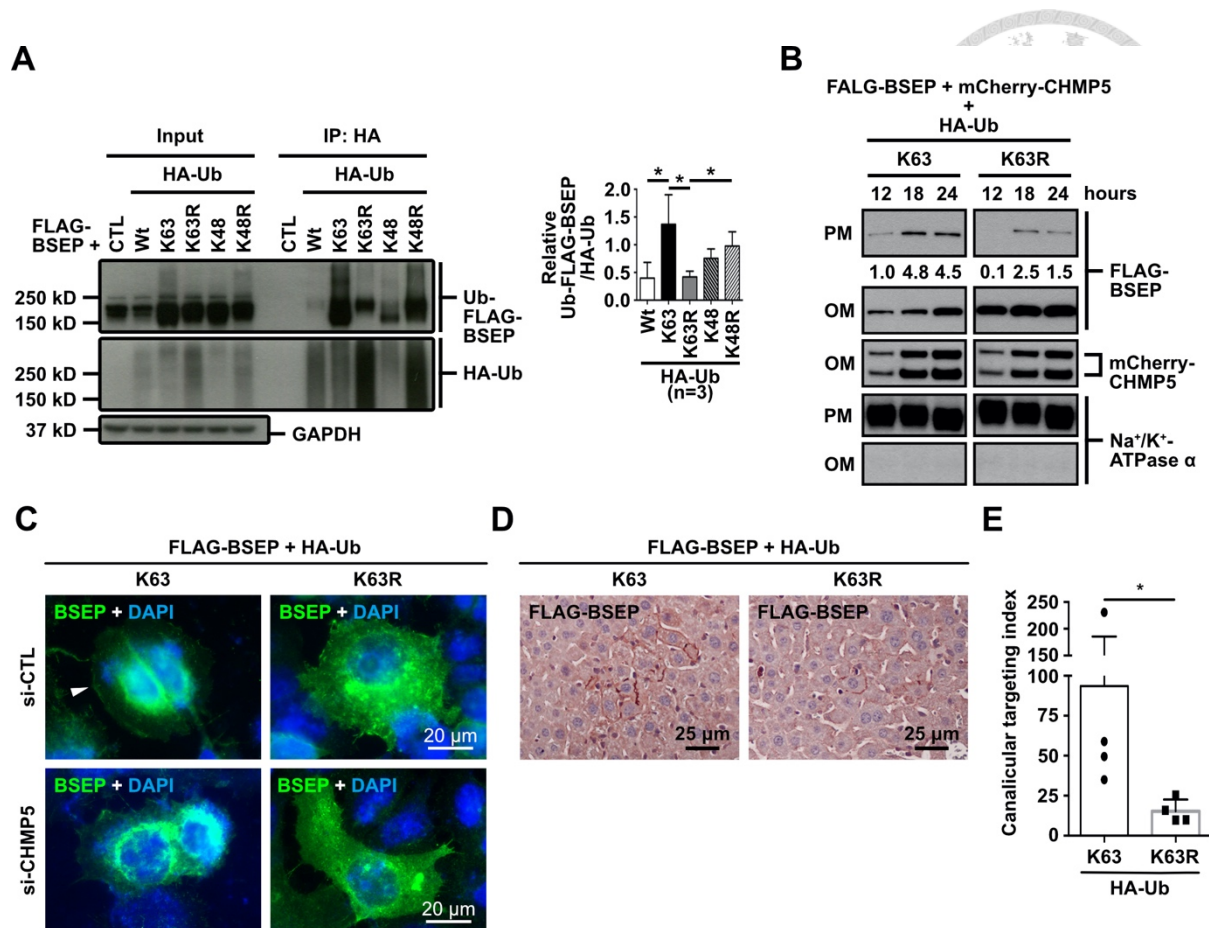 A
Input
IP: HA
HA-Ub
HA-Ub
FLAG-
BSEP +
CTL
Wt
K63
K63R
K48
K48R
CTL
Wt
K63
K63R
K48
K48R
250 kD
150 kD
Ub-
FLAG-
BSEP
250 kD
150 kD
HA-Ub
37 kD
GAPDH
Relative
Ub-FLAG-BSEP
/HA-Ub
2.0
1.5
1.0
0.5
0.0
* * *
Wt
K63
K63R
K48
K48R
HA-Ub
(n=3)
B
FALG-BSEP + mCherry-CHMP5
+
HA-Ub
K63 K63R
12 18 24 12 18 24 hours
PM
1.0 4.8 4.5 0.1 2.5 1.5
FLAG-
BSEP
OM
OM
mCherry-
CHMP5
PM
Na⁺/K⁺-
ATPase α
OM
C
FLAG-BSEP + HA-Ub
K63 K63R
si-CTL
BSEP + DAPI
BSEP + DAPI
20 µm
si-CHMP5
BSEP + DAPI
BSEP + DAPI
20 µm
D
FLAG-BSEP + HA-Ub
K63 K63R
FLAG-BSEP
FLAG-BSEP
25 µm
25 µm
E
Canalicular targeting index
250
200
150
100
75
50
25
0
*
K63 K63R
HA-Ub